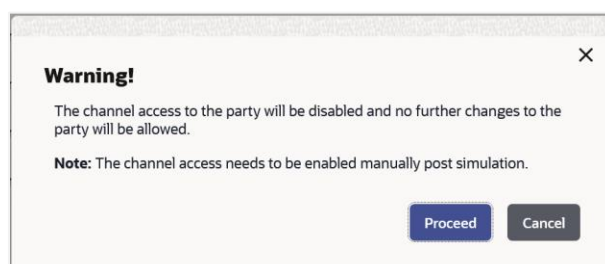 Warning!
The channel access to the party will be disabled and no further changes to the
party will be allowed.
Note: The channel access needs to be enabled manually post simulation.
Proceed Cancel